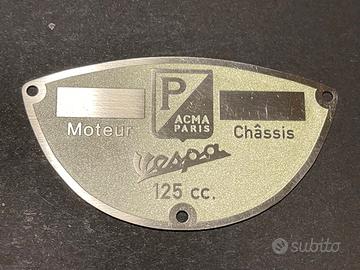 P
ACMA
PARIS
Moteur
Châssis
Vespa
125 cc.
subito